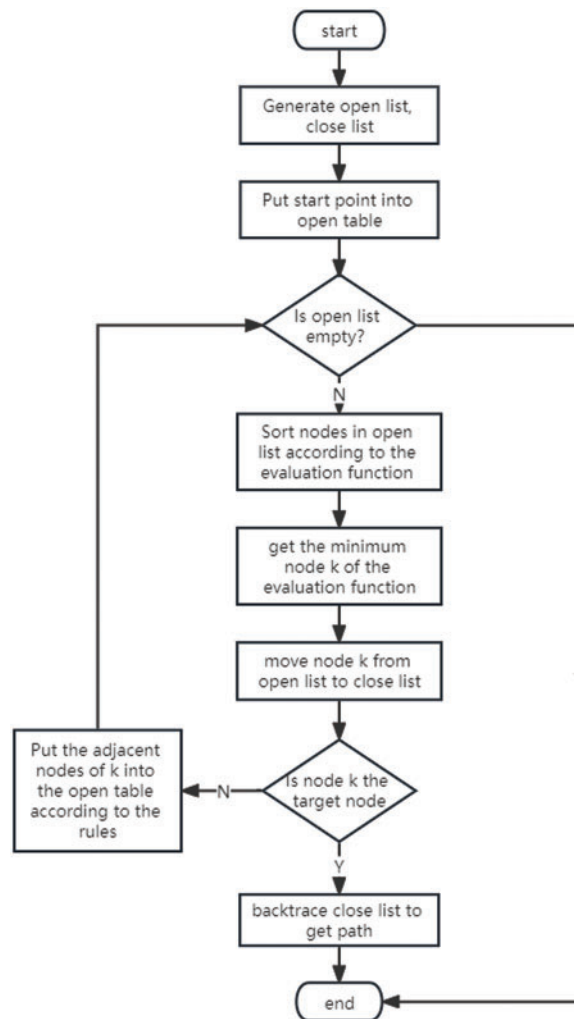 start
Generate open list,
close list
Put start point into
open table
Is open list
empty?
N
Sort nodes in open
list according to the
evaluation function
get the minimum
node k of the
evaluation function
move node k from
open list to close list
Put the adjacent
nodes of k into
the open table
according to the
rules
N
Is node k the
target node
Y
backtrace close list to
get path
end